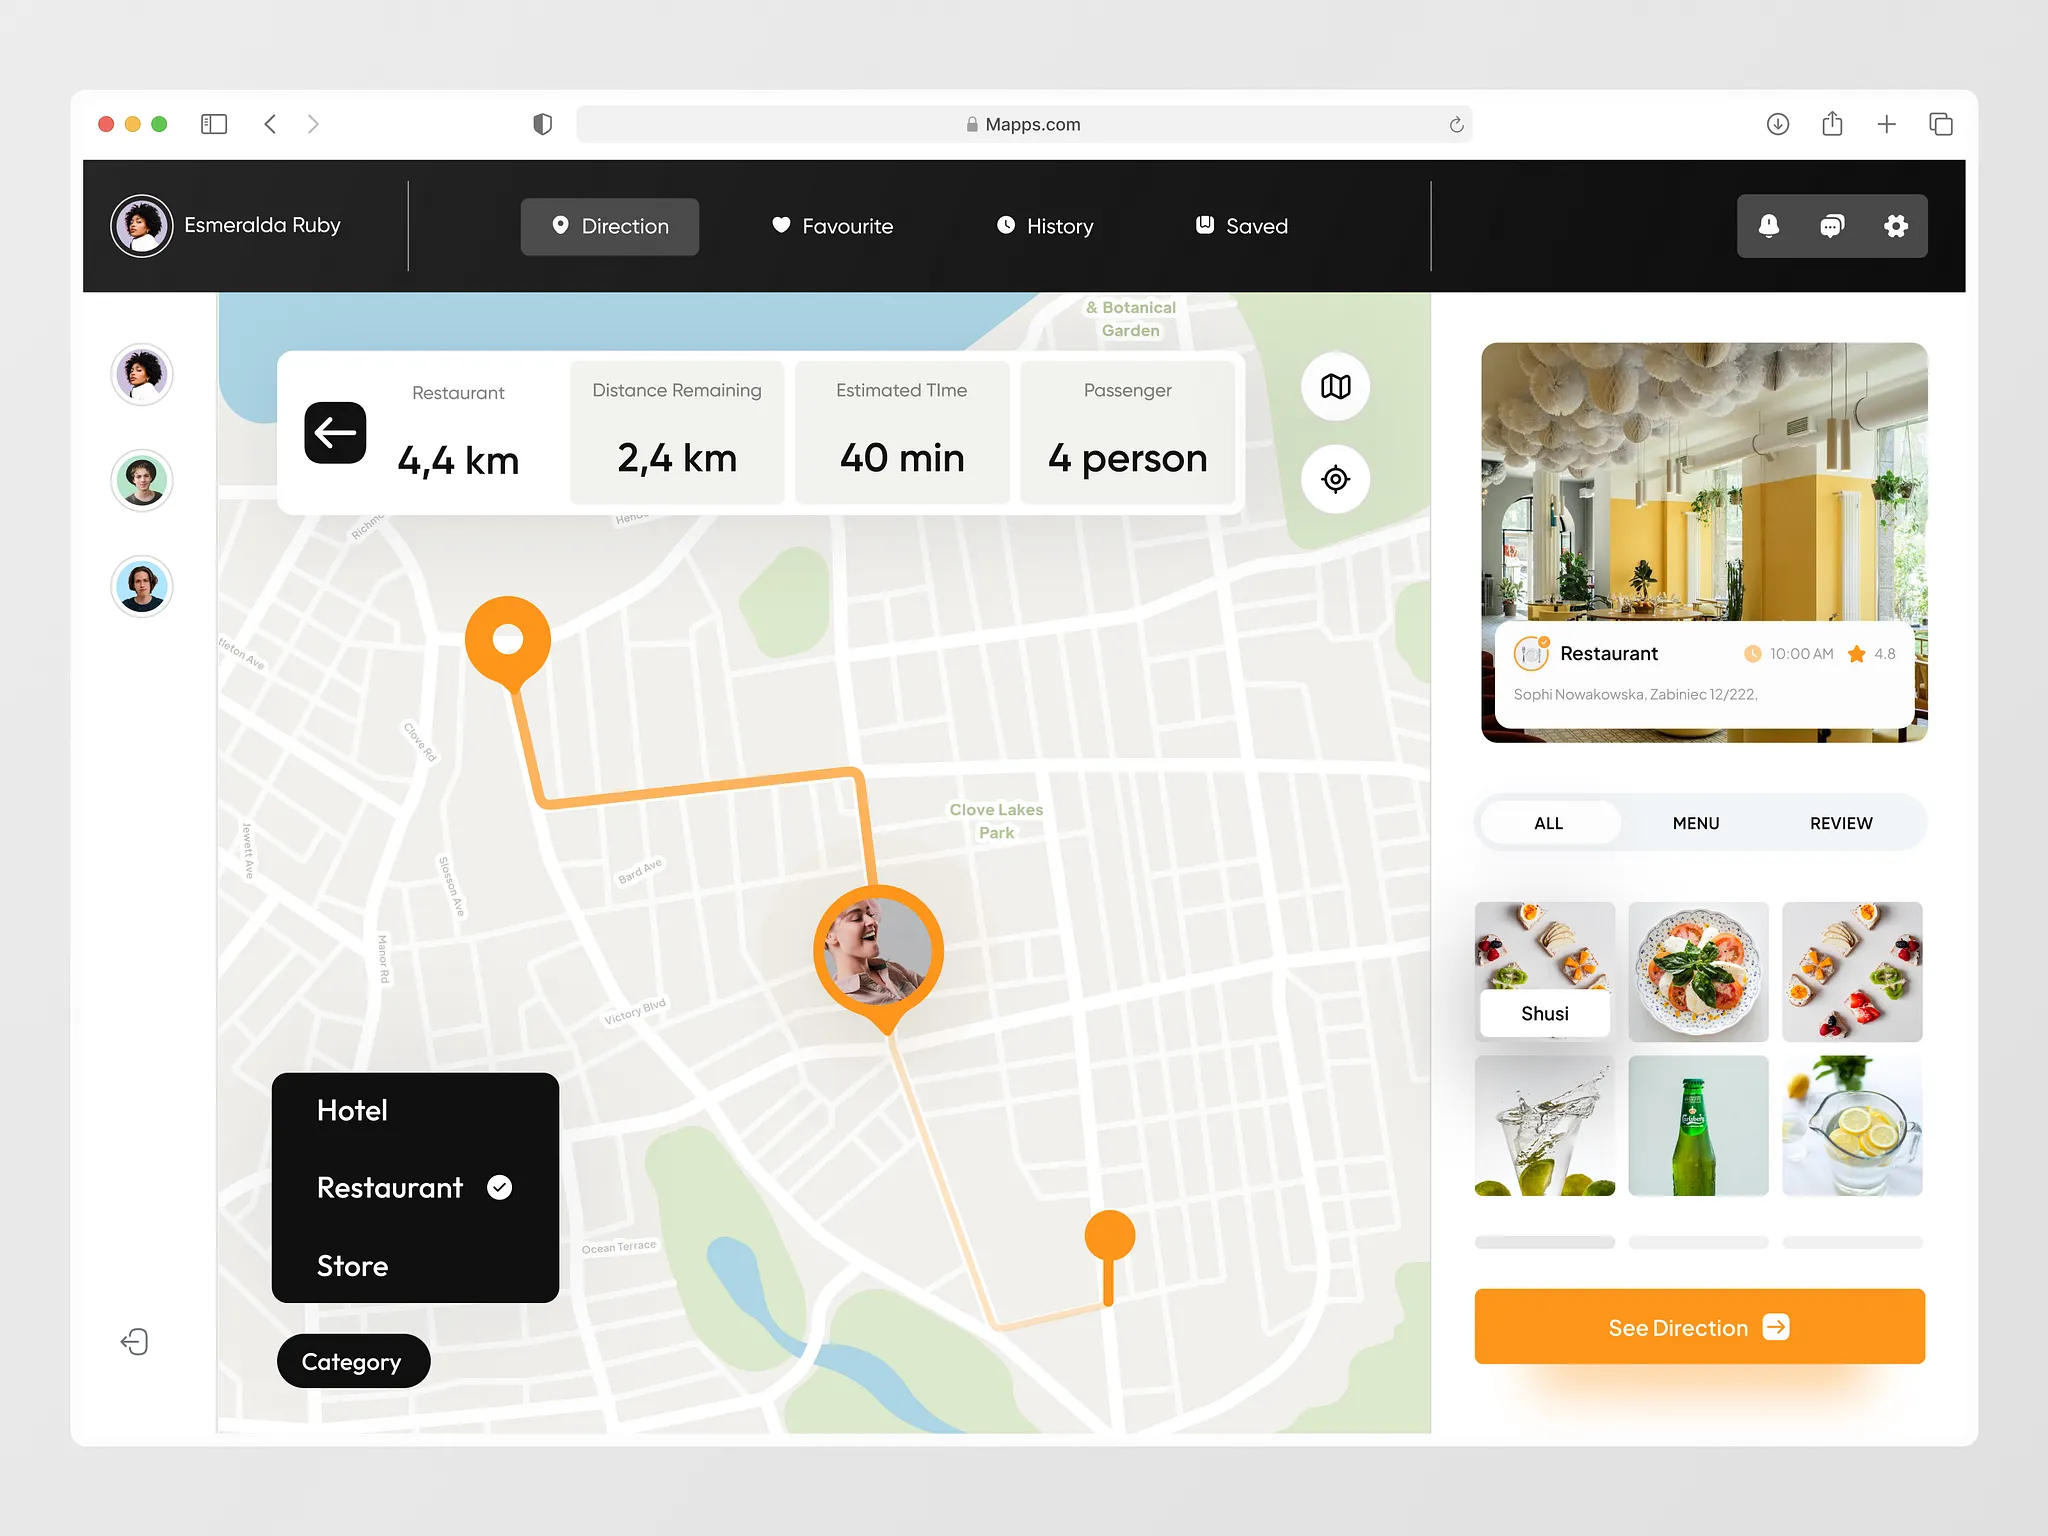 Mapps.com
Esmeralda Ruby
Direction
Favourite
History
Saved
& Botanical
Garden
Restaurant
4,4 km
Distance Remaining
2,4 km
Estimated TIme
40 min
Passenger
4 person
Clove Rd
Jewett Ave
Slosson Ave
Manor Rd
Bard Ave
Victory Blvd
Clove Lakes
Park
Ocean Terrace
Hotel
Restaurant
Store
Category
Restaurant
10:00 AM
4.8
Sophi Nowakowska, Zabiniec 12/222,
ALL
MENU
REVIEW
Shusi
Carlsberg
See Direction